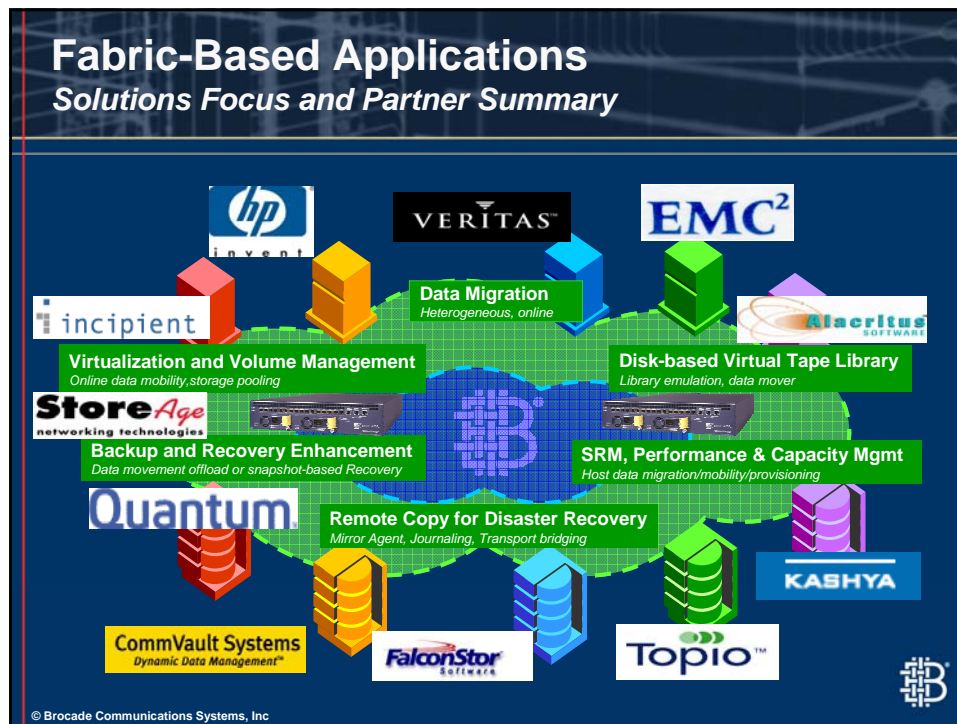 Fabric-Based Applications
Solutions Focus and Partner Summary
hp
invent
VERITAS™
EMC²
Data Migration
Heterogeneous, online
incipient
Alacritus
SOFTWARE
Virtualization and Volume Management
Online data mobility,storage pooling
Disk-based Virtual Tape Library
Library emulation, data mover
StoreAge
networking technologies
Backup and Recovery Enhancement
Data movement offload or snapshot-based Recovery
SRM, Performance & Capacity Mgmt
Host data migration/mobility/provisioning
Quantum
Remote Copy for Disaster Recovery
Mirror Agent, Journaling, Transport bridging
KASHYA
CommVault Systems
Dynamic Data Management™
FalconStor
Software
Topio™
© Brocade Communications Systems, Inc